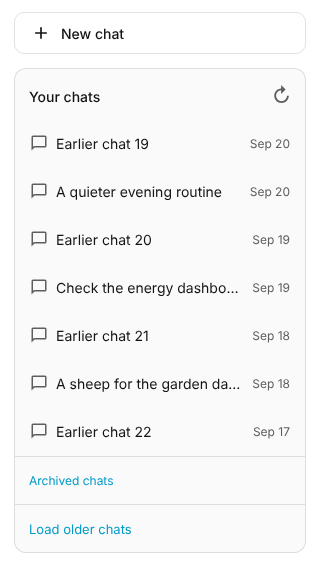 New chat
Your chats
Earlier chat 19 Sep 20
A quieter evening routine Sep 20
Earlier chat 20 Sep 19
Check the energy dashbo... Sep 19
Earlier chat 21 Sep 18
A sheep for the garden da... Sep 18
Earlier chat 22 Sep 17
Archived chats
Load older chats